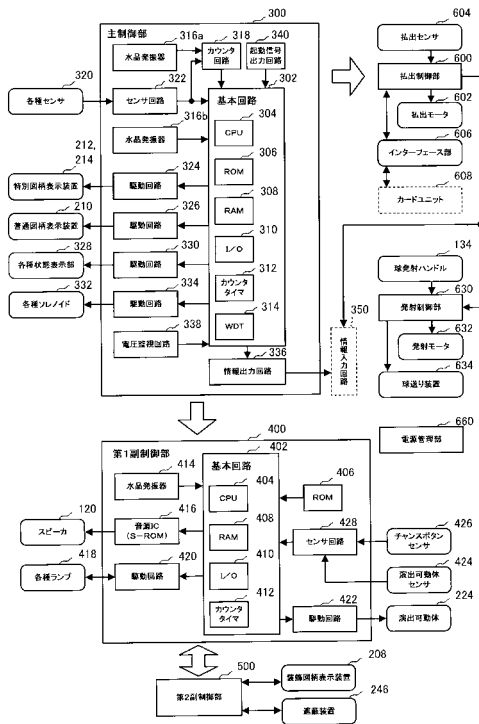 300
主制御部
316a
318
340
水晶発振器
カウンタ
回路
起動信号
出力回路
604
払出センサ
600
払出制御部
320
322
302
各種センサ
センサ回路
基本回路
602
払出モータ
316b
304
水晶発振器
CPU
606
インターフェース部
212,
214
324
306
ROM
608
特別図柄表示装置
駆動回路
カードユニット
210
326
308
普通図柄表示装置
駆動回路
RAM
328
330
310
各種状態表示部
駆動回路
I/O
134
球発射ハンドル
332
334
312
各種ソレノイド
駆動回路
カウンタ
タイマ
350
630
発射制御部
338
314
電圧監視回路
WDT
632
発射モータ
336
情報出力回路
情報入力回路
634
球送り装置
400
第1副制御部
402
660
電源管理部
414
基本回路
水晶発振器
404
406
CPU
ROM
120
416
408
428
426
スピーカ
音源IC
(S-ROM)
RAM
センサ回路
チャンスボタン
センサ
418
420
410
424
各種ランプ
駆動回路
I/O
演出可動体
センサ
412
422
224
カウンタ
タイマ
駆動回路
演出可動体
500
208
第2副制御部
装飾図柄表示装置
246
遮蔽装置